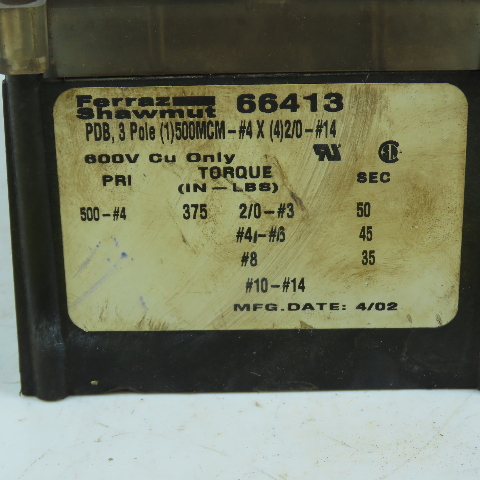 Ferraz Shawmut 66413
PDB, 3 Pole (1)500MCM-#4 X (4)2/0-#14
600V Cu Only
PRI TORQUE (IN-LBS) SEC
500-#4 375 2/0-#3 50
#4-#6 45
#8 35
#10-#14
MFG.DATE: 4/02